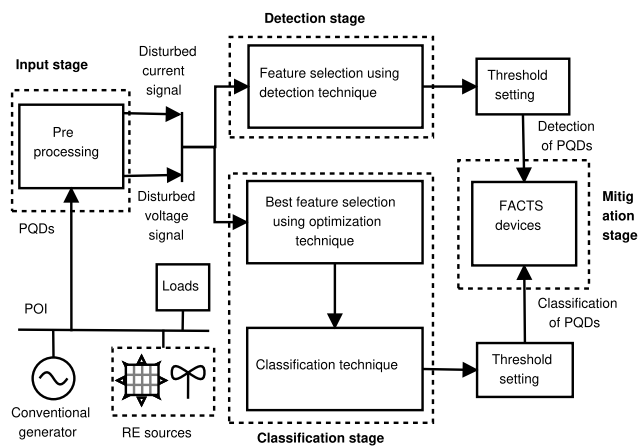 Detection stage
Input stage
Disturbed
current
signal
Pre
processing
Feature selection using
detection technique
Threshold
setting
Detection
of PQDs
Disturbed
voltage
signal
PQDs
Best feature selection
using optimization
technique
FACTS
devices
Mitig
ation
stage
Loads
POI
Classification
of PQDs
Classification technique
Threshold
setting
Conventional
generator
RE sources
Classification stage